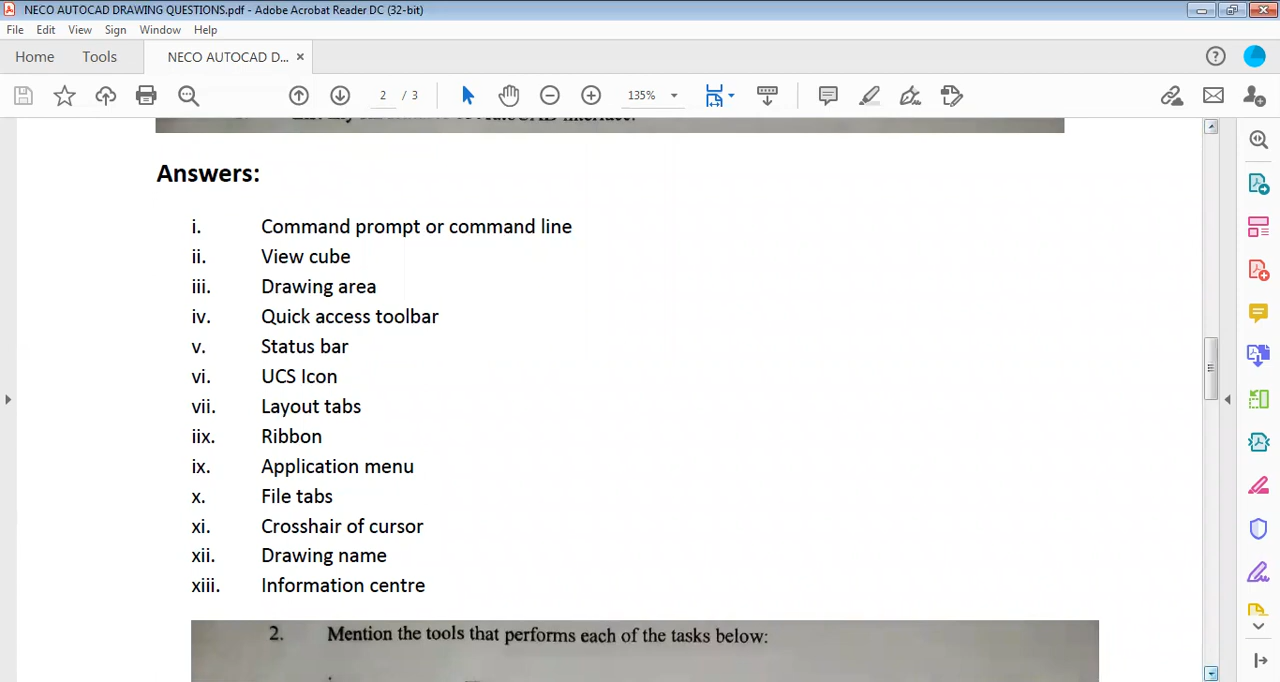 NECO AUTOCAD DRAWING QUESTIONS.pdf - Adobe Acrobat Reader DC (32-bit)
File Edit View Sign Window Help
Home Tools NECO AUTOCAD D... ×
2 / 3 135%
AutoCAD interface.
Answers:
i. Command prompt or command line
ii. View cube
iii. Drawing area
iv. Quick access toolbar
v. Status bar
vi. UCS Icon
vii. Layout tabs
iix. Ribbon
ix. Application menu
x. File tabs
xi. Crosshair of cursor
xii. Drawing name
xiii. Information centre
2. Mention the tools that performs each of the tasks below: